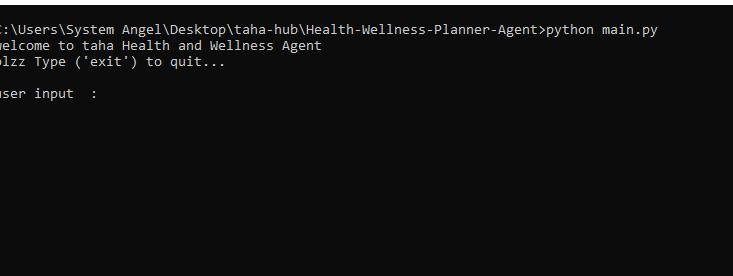 :\Users\System Angel\Desktop\taha-hub\Health-Wellness-Planner-Agent>python main.py
welcome to taha Health and Wellness Agent
plzz Type ('exit') to quit...
user input  :